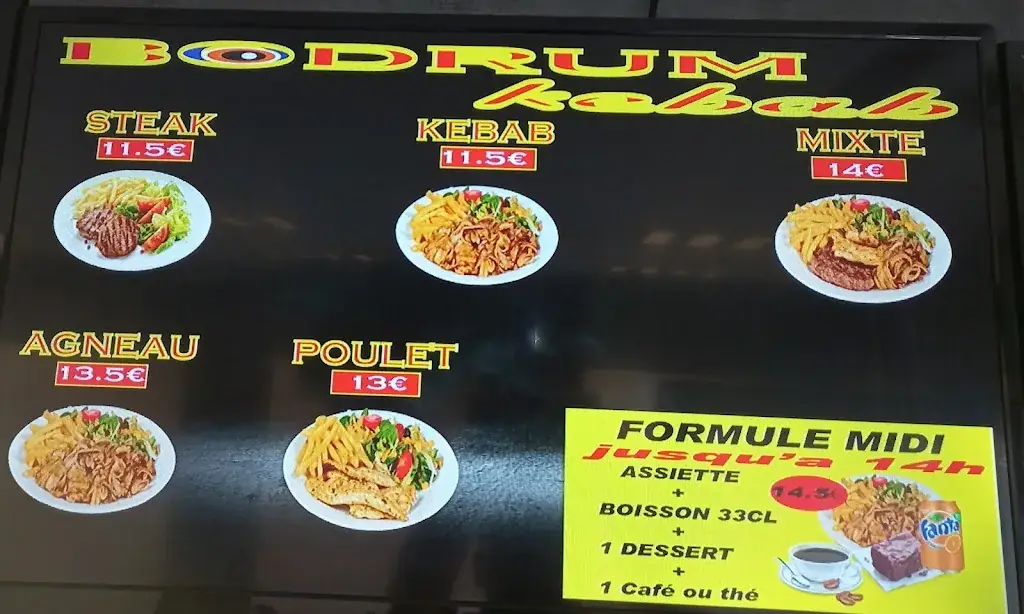 BODRUM
kebab
STEAK
11.5€
KEBAB
11.5€
MIXTE
14€
AGNEAU
13.5€
POULET
13€
FORMULE MIDI
jusqu'a 14h
ASSIETTE
+
BOISSON 33CL
+
1 DESSERT
+
1 Café ou thé
14.5€
Fanta